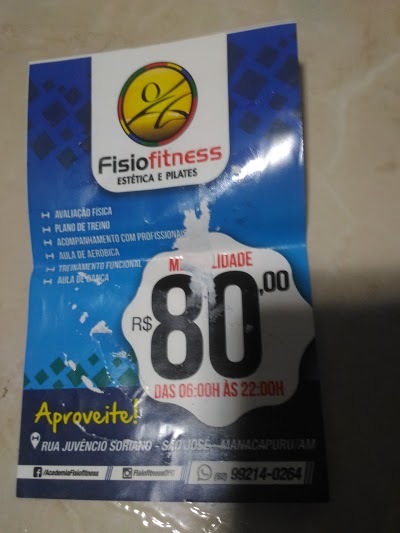 Fisiofitness
ESTÉTICA E PILATES
AVALIAÇÃO FISICA
PLANO DE TREINO
ACOMPANHAMENTO COM PROFISSIONAL
AULA DE AERÓBICA
TREINAMENTO FUNCIONAL
AULA DE DANÇA
R$ 80,00
DAS 06:00H ÀS 22:00H
Aproveite!
RUA JUVÊNCIO SORIANO - SÃO JOSÉ - MANACAPURU/AM
/AcademiaFisiofitness
(92) 99214-0264